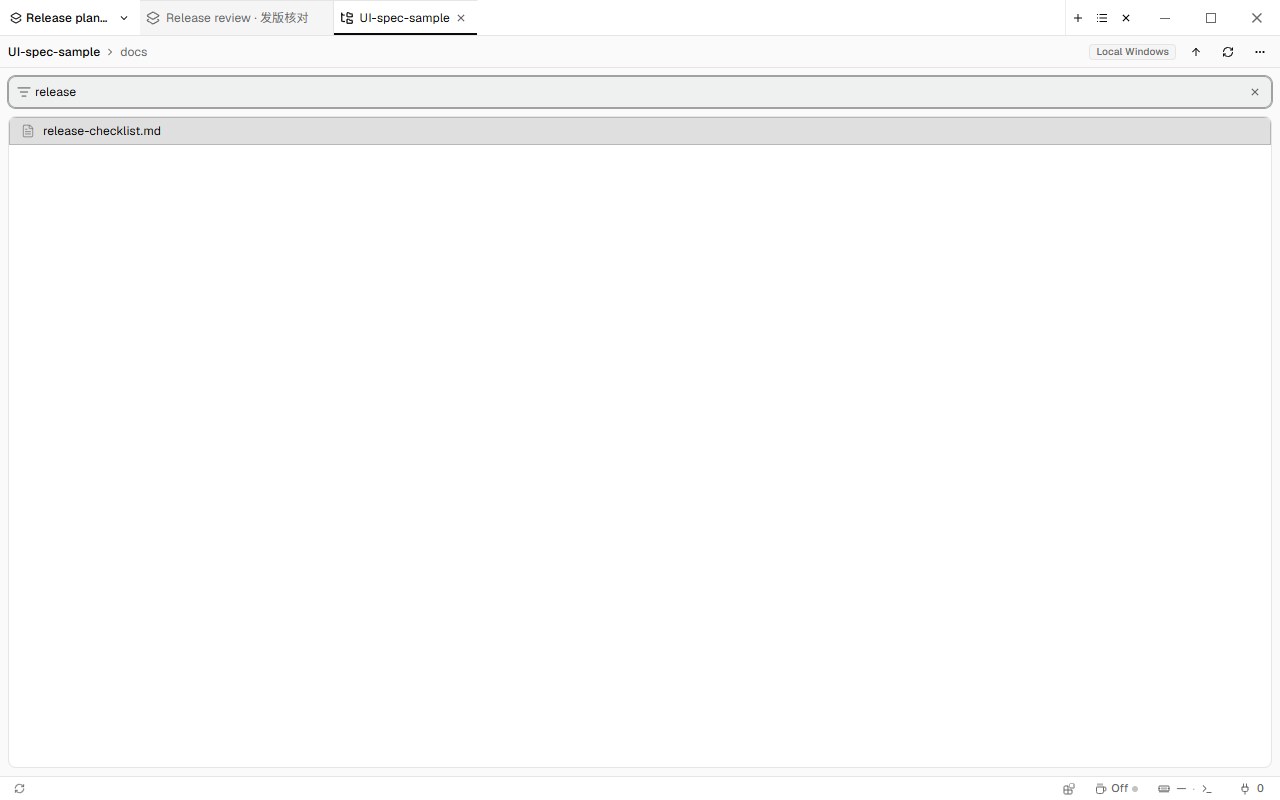 Release plan...
Release review · 发版核对
UI-spec-sample
UI-spec-sample > docs
Local Windows
release
release-checklist.md
Off
— ·
0